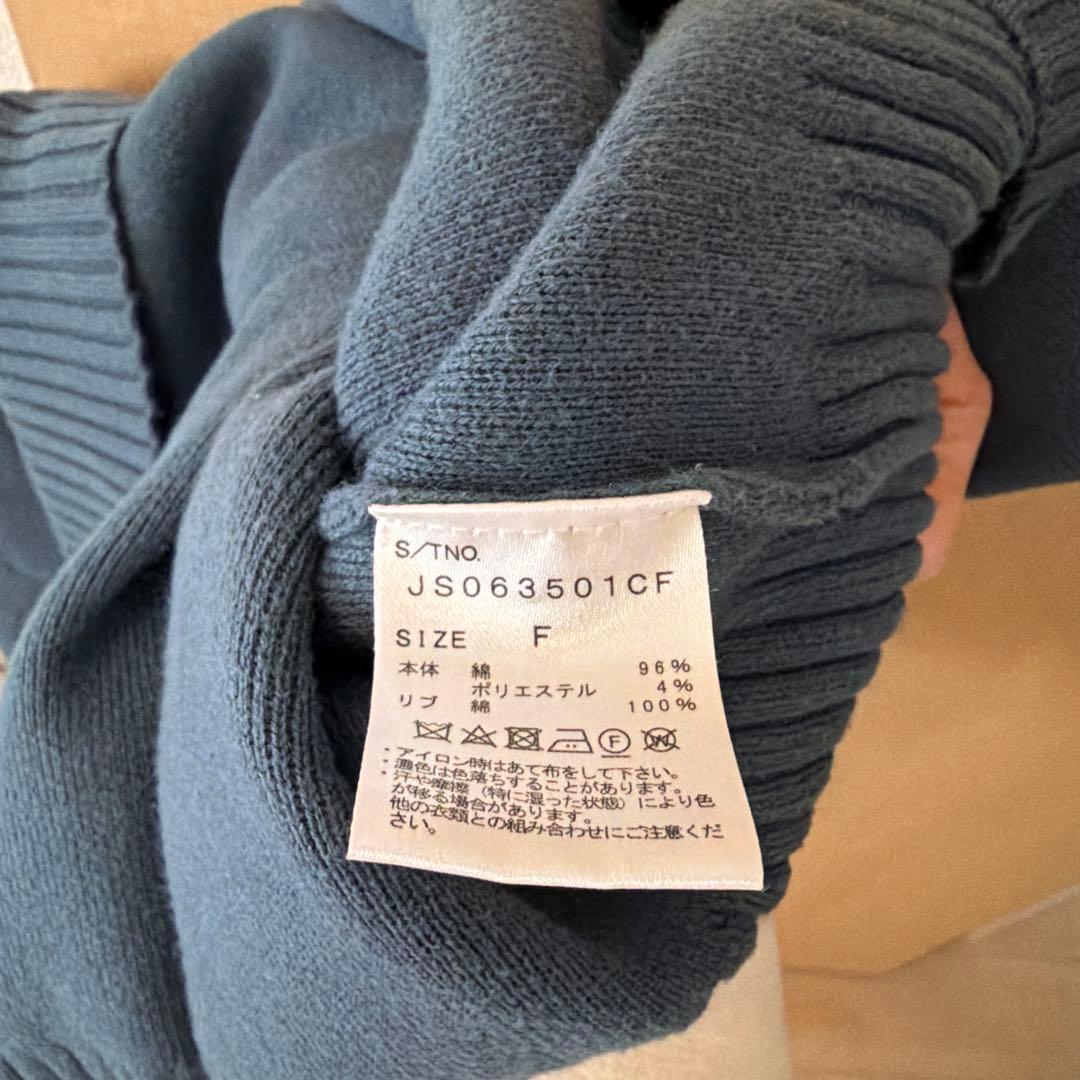 S/TNO.
JS063501CF
SIZE F
本体 綿 96%
ポリエステル 4%
リブ 綿 100%
F W
・アイロン時はあて布をして下さい。
・濃色は色落ちすることがあります。
・汗や摩擦（特に湿った状態）により色
が移る場合があります。
他の衣類との組み合わせにご注意くだ
さい。